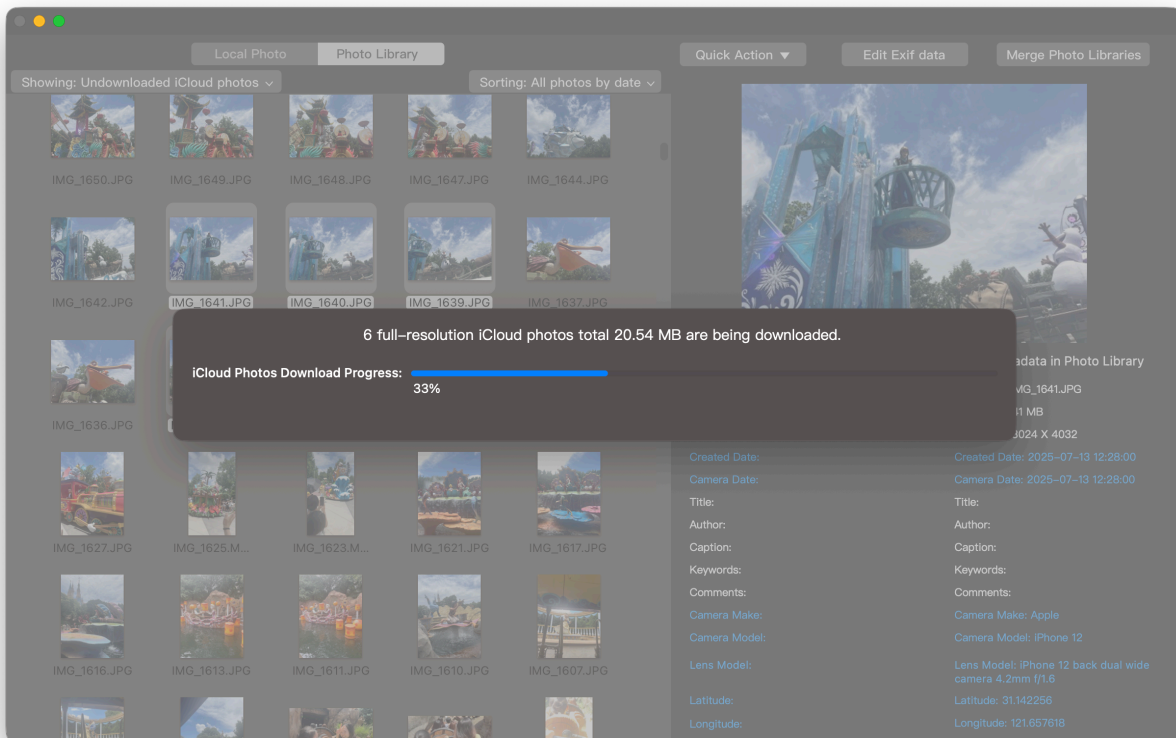 Local Photo
Photo Library
Quick Action ▼
Edit Exif data
Merge Photo Libraries
Showing: Undownloaded iCloud photos
Sorting: All photos by date
IMG_1650.JPG
IMG_1649.JPG
IMG_1648.JPG
IMG_1647.JPG
IMG_1644.JPG
IMG_1642.JPG
IMG_1641.JPG
IMG_1640.JPG
IMG_1639.JPG
IMG_1637.JPG
6 full-resolution iCloud photos total 20.54 MB are being downloaded.
iCloud Photos Download Progress:
33%
in Photo Library
1641.JPG
MB
X 4032
IMG_1636.JPG
Created Date:
Created Date: 2025-07-13 12:28:00
Camera Date:
Camera Date: 2025-07-13 12:28:00
Title:
Title:
Author:
Author:
Caption:
Caption:
Keywords:
Keywords:
Comments:
Comments:
Camera Make:
Camera Make: Apple
Camera Model:
Camera Model: iPhone 12
Lens Model:
Lens Model: iPhone 12 back dual wide
camera 4.2mm f/1.6
Latitude:
Latitude: 31.142256
Longitude:
Longitude: 121.657618
IMG_1627.JPG
IMG_1625.M...
IMG_1623.M...
IMG_1621.JPG
IMG_1617.JPG
IMG_1616.JPG
IMG_1613.JPG
IMG_1611.JPG
IMG_1610.JPG
IMG_1607.JPG